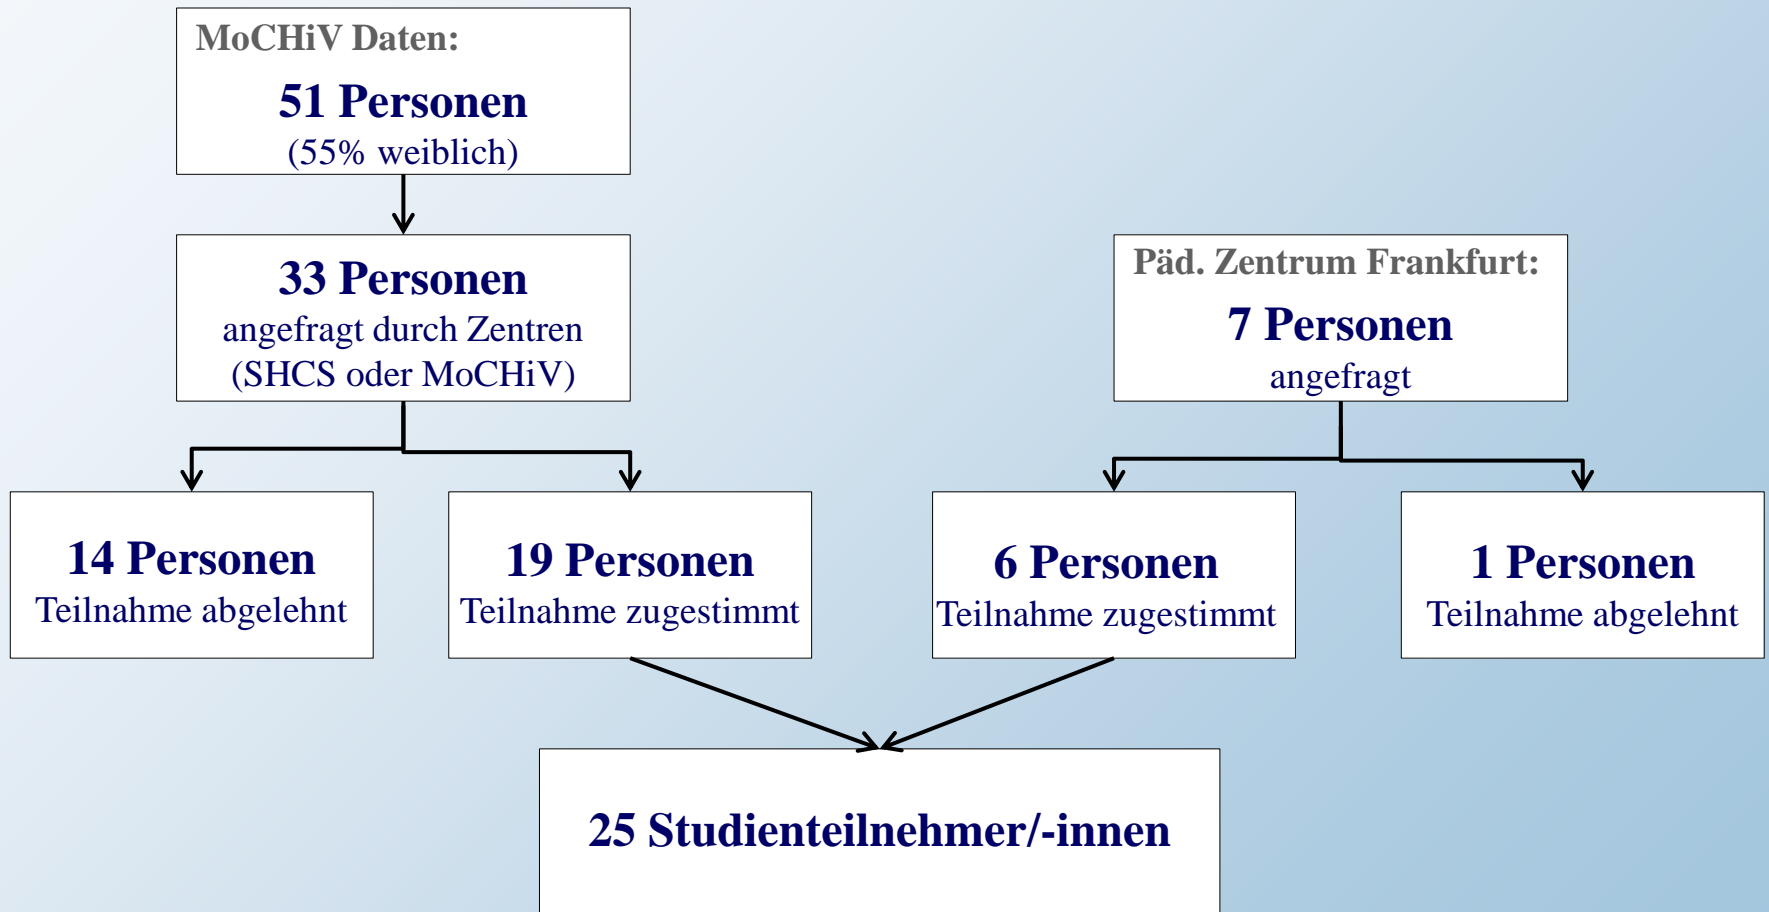 MoCHiV Daten:
51 Personen
(55% weiblich)
33 Personen
angefragt durch Zentren
(SHCS oder MoCHiV)
Päd. Zentrum Frankfurt:
7 Personen
angefragt
14 Personen
Teilnahme abgelehnt
19 Personen
Teilnahme zugestimmt
6 Personen
Teilnahme zugestimmt
1 Personen
Teilnahme abgelehnt
25 Studienteilnehmer/-innen